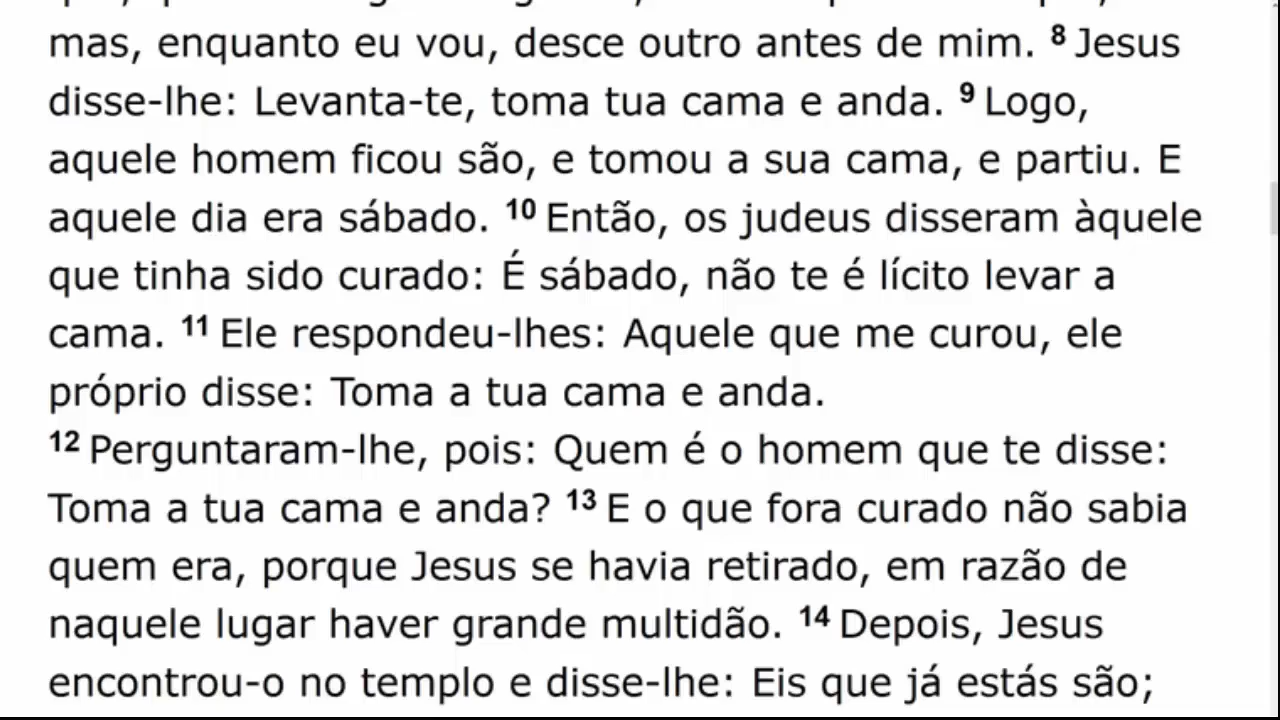 mas, enquanto eu vou, desce outro antes de mim. 8 Jesus
disse-lhe: Levanta-te, toma tua cama e anda. 9 Logo,
aquele homem ficou são, e tomou a sua cama, e partiu. E
aquele dia era sábado. 10 Então, os judeus disseram àquele
que tinha sido curado: É sábado, não te é lícito levar a
cama. 11 Ele respondeu-lhes: Aquele que me curou, ele
próprio disse: Toma a tua cama e anda.
12 Perguntaram-lhe, pois: Quem é o homem que te disse:
Toma a tua cama e anda? 13 E o que fora curado não sabia
quem era, porque Jesus se havia retirado, em razão de
naquele lugar haver grande multidão. 14 Depois, Jesus
encontrou-o no templo e disse-lhe: Eis que já estás são;